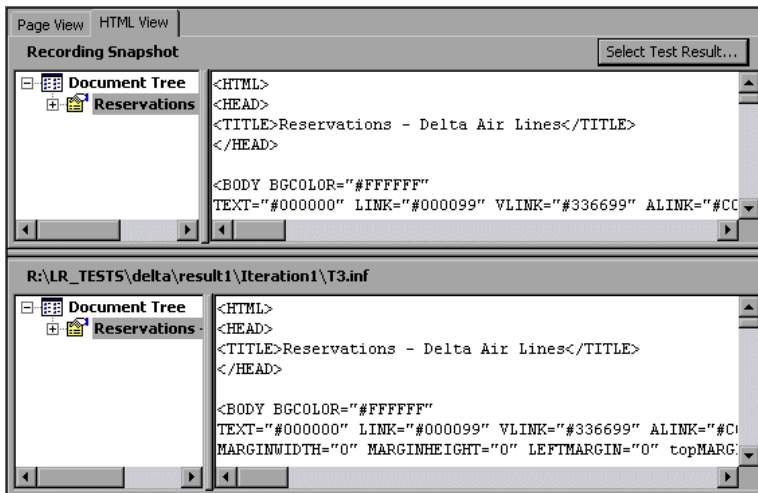 Page View HTML View
Recording Snapshot Select Test Result...
Document Tree
Reservations
<HTML>
<HEAD>
<TITLE>Reservations - Delta Air Lines</TITLE>
</HEAD>
<BODY BGCOLOR="#FFFFFF"
TEXT="#000000" LINK="#000099" VLINK="#336699" ALINK="#CC
R:\LR_TESTS\delta\result1\Iteration1\T3.inf
Document Tree
Reservations -
<HTML>
<HEAD>
<TITLE>Reservations - Delta Air Lines</TITLE>
</HEAD>
<BODY BGCOLOR="#FFFFFF"
TEXT="#000000" LINK="#000099" VLINK="#336699" ALINK="#C
MARGINWIDTH="0" MARGINHEIGHT="0" LEFTMARGIN="0" topMARG